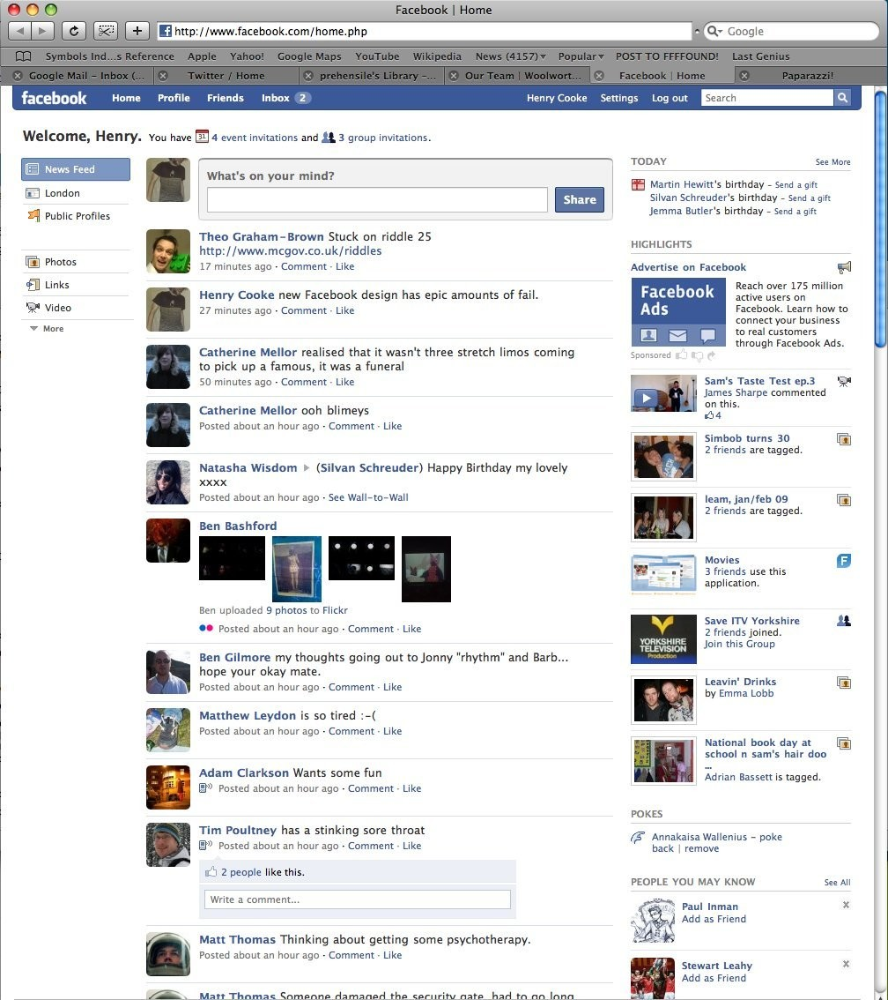 Facebook | Home
http://www.facebook.com/home.php
Google
Symbols Ind...s Reference Apple Yahoo! Google Maps YouTube Wikipedia News (4157) Popular POST TO FFFFOUND! Last Genius
Google Mail – Inbox (... Twitter / Home prehensile's Library –... Our Team | Woolwort... Facebook | Home Paparazzi!
facebook Home Profile Friends Inbox 2 Henry Cooke Settings Log out Search
Welcome, Henry. You have 31 4 event invitations and 3 group invitations.
News Feed
London
Public Profiles
Photos
Links
Video
More
What's on your mind?
Share
Theo Graham-Brown Stuck on riddle 25
http://www.mcgov.co.uk/riddles
17 minutes ago · Comment · Like
Henry Cooke new Facebook design has epic amounts of fail.
27 minutes ago · Comment · Like
Catherine Mellor realised that it wasn't three stretch limos coming
to pick up a famous, it was a funeral
50 minutes ago · Comment · Like
Catherine Mellor ooh blimeys
Posted about an hour ago · Comment · Like
Natasha Wisdom ▸ (Silvan Schreuder) Happy Birthday my lovely
xxxx
Posted about an hour ago · See Wall-to-Wall
Ben Bashford
Ben uploaded 9 photos to Flickr
Posted about an hour ago · Comment · Like
Ben Gilmore my thoughts going out to Jonny "rhythm" and Barb...
hope your okay mate.
Posted about an hour ago · Comment · Like
Matthew Leydon is so tired :-(
Posted about an hour ago · Comment · Like
Adam Clarkson Wants some fun
Posted about an hour ago · Comment · Like
Tim Poultney has a stinking sore throat
Posted about an hour ago · Comment · Like
2 people like this.
Write a comment...
Matt Thomas Thinking about getting some psychotherapy.
Posted about an hour ago · Comment · Like
Matt Thomas Someone damaged the security gate, had to go long
TODAY See More
Martin Hewitt's birthday – Send a gift
Silvan Schreuder's birthday – Send a gift
Jemma Butler's birthday – Send a gift
HIGHLIGHTS
Advertise on Facebook
Facebook
Ads
Reach over 175 million
active users on
Facebook. Learn how to
connect your business
to real customers
through Facebook Ads.
Sponsored
Sam's Taste Test ep.3
James Sharpe commented
on this.
4
Simbob turns 30
2 friends are tagged.
leam, jan/feb 09
2 friends are tagged.
Movies
3 friends use this
application.
F
YORKSHIRE
TELEVISION
Production
Save ITV Yorkshire
2 friends joined.
Join this Group
Leavin' Drinks
by Emma Lobb
National book day at
school n sam's hair doo
...
Adrian Bassett is tagged.
POKES
Annakaisa Wallenius – poke
back | remove
PEOPLE YOU MAY KNOW See All
Paul Inman x
Add as Friend
Stewart Leahy x
Add as Friend